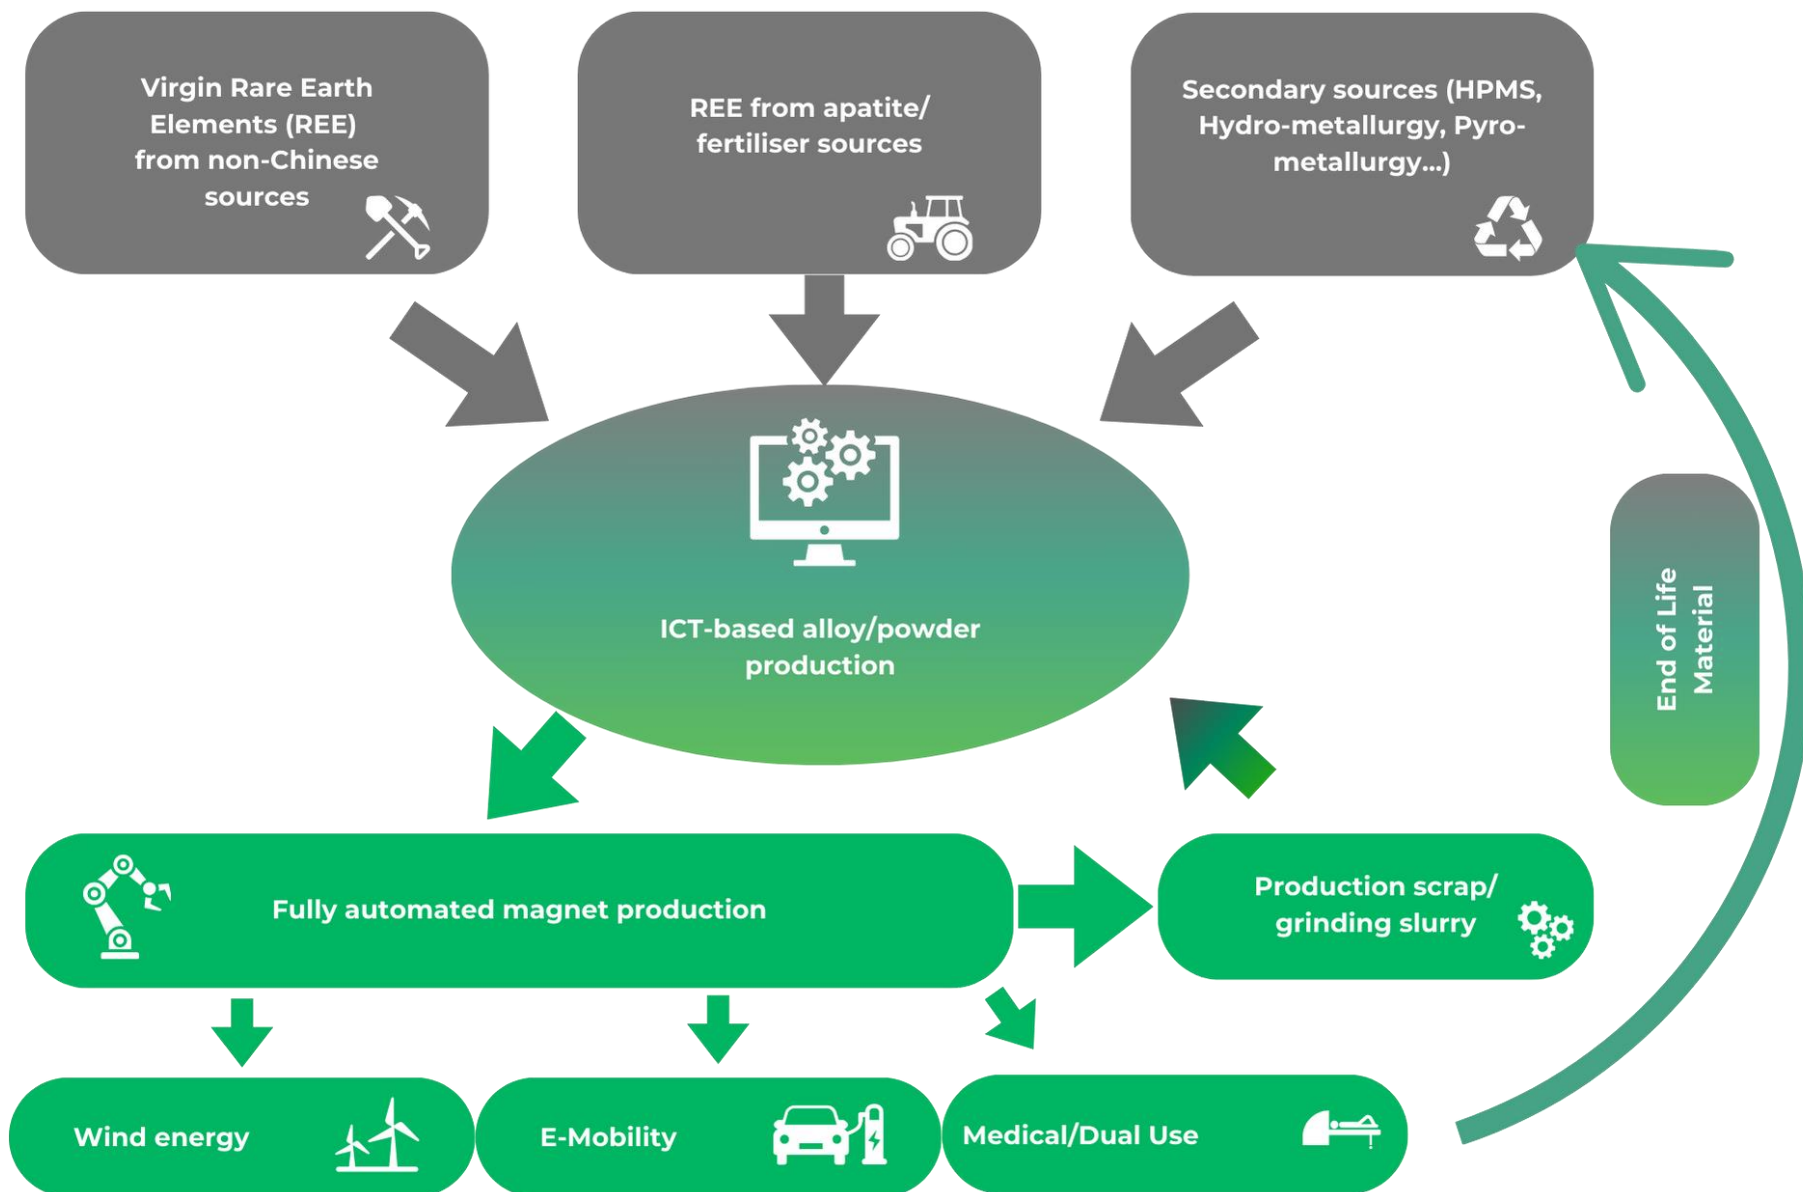 Virgin Rare Earth
Elements (REE)
from non-Chinese
sources
REE from apatite/
fertiliser sources
Secondary sources (HPMS,
Hydro-metallurgy, Pyro-
metallurgy...)
ICT-based alloy/powder
production
End of Life
Material
Fully automated magnet production
Production scrap/
grinding slurry
Wind energy
E-Mobility
Medical/Dual Use